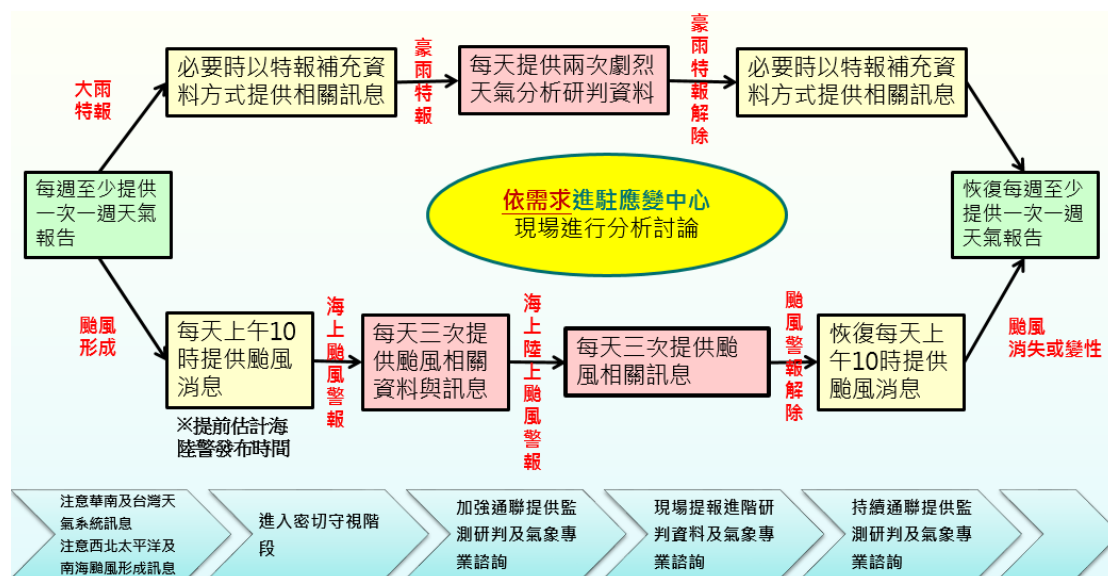 大雨
特報
必要時以特報補充資
料方式提供相關訊息
豪雨特報
每天提供兩次劇烈
天氣分析研判資料
豪雨特報解除
必要時以特報補充資
料方式提供相關訊息
每週至少提供
一次一週天氣
報告
依需求進駐應變中心
現場進行分析討論
恢復每週至少
提供一次一週
天氣報告
颱風
形成
每天上午10
時提供颱風
消息
※提前估計海
陸警發布時間
海上颱風警報
每天三次提
供颱風相關
資料與訊息
海上陸上颱風警報
每天三次提供颱
風相關訊息
颱風警報解除
恢復每天上
午10時提供
颱風消息
颱風
消失或變性
注意華南及台灣天
氣系統訊息
注意西北太平洋及
南海颱風形成訊息
進入密切守視階
段
加強通聯提供監
測研判及氣象專
業諮詢
現場提報進階研
判資料及氣象專
業諮詢
持續通聯提供監
測研判及氣象專
業諮詢